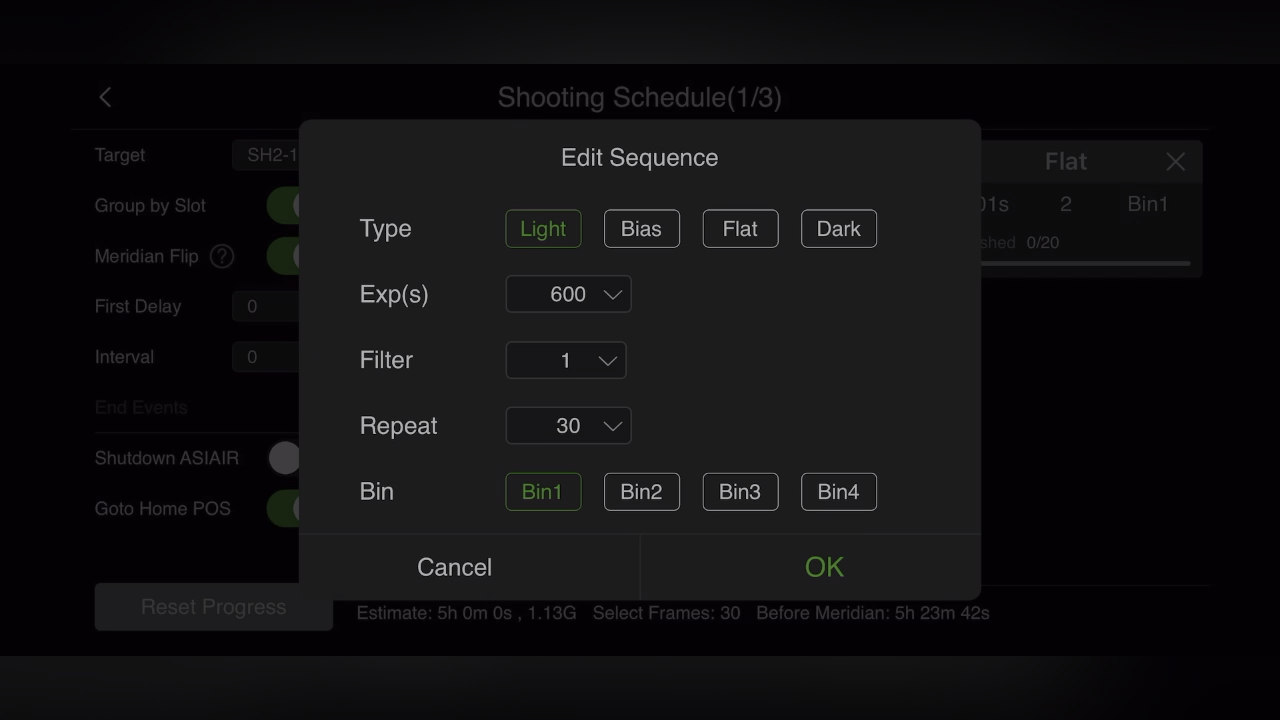 Shooting Schedule(1/3)
Target SH2-1
Group by Slot
Meridian Flip ?
First Delay 0
Interval 0
End Events
Shutdown ASIAIR
Goto Home POS
Reset Progress
Edit Sequence
Type Light Bias Flat Dark
Exp(s) 600
Filter 1
Repeat 30
Bin Bin1 Bin2 Bin3 Bin4
Cancel OK
Flat
01s 2 Bin1
shed 0/20
Estimate: 5h 0m 0s , 1.13G Select Frames: 30 Before Meridian: 5h 23m 42s